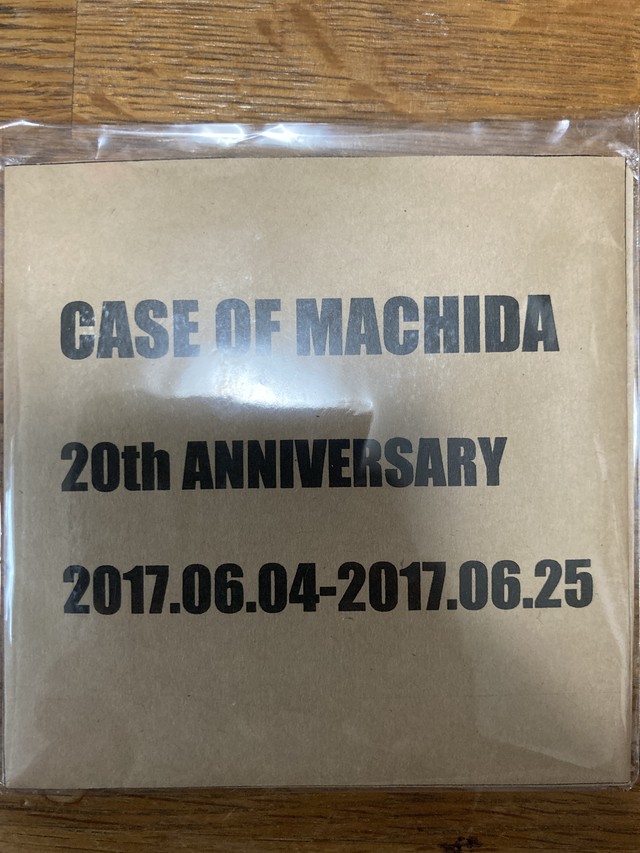 CASE OF MACHIDA
20th ANNIVERSARY
2017.06.04-2017.06.25